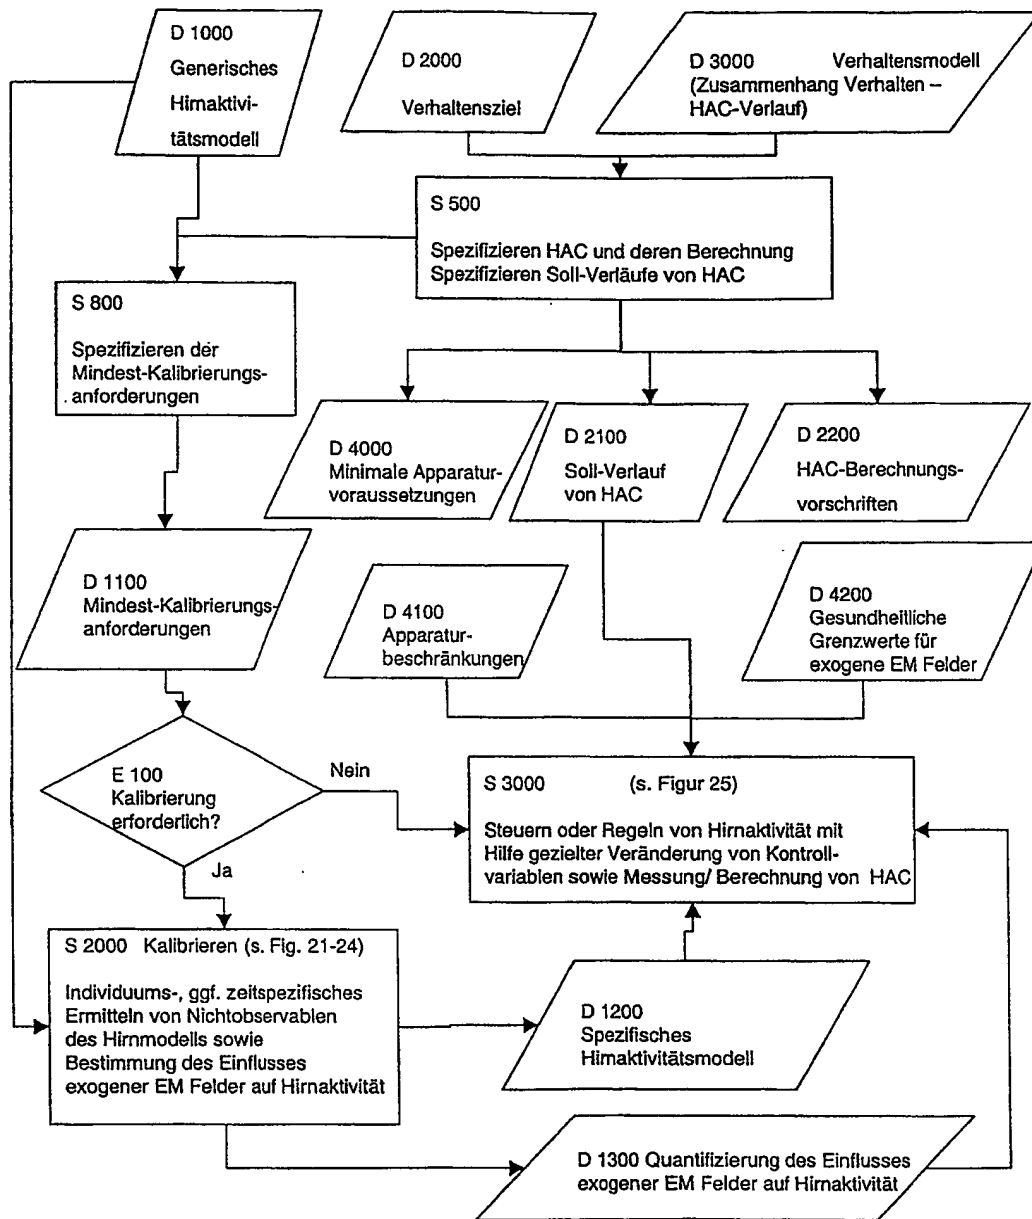 D 1000
Generisches
Hirnaktivi-
tätsmodell
D 2000
Verhaltensziel
D 3000 Verhaltensmodell
(Zusammenhang Verhalten –
HAC-Verlauf)
S 500
Spezifizieren HAC und deren Berechnung
Spezifizieren Soll-Verläufe von HAC
S 800
Spezifizieren der
Mindest-Kalibrierungs-
anforderungen
D 4000
Minimale Apparatur-
voraussetzungen
D 2100
Soll-Verlauf
von HAC
D 2200
HAC-Berechnungs-
vorschriften
D 1100
Mindest-Kalibrierungs-
anforderungen
D 4100
Apparatur-
beschränkungen
D 4200
Gesundheitliche
Grenzwerte für
exogene EM Felder
E 100
Kalibrierung
erforderlich?
Nein
Ja
S 3000 (s. Figur 25)
Steuern oder Regeln von Hirnaktivität mit
Hilfe gezielter Veränderung von Kontroll-
variablen sowie Messung/ Berechnung von HAC
S 2000 Kalibrieren (s. Fig. 21-24)
Individuums-, ggf. zeitspezifisches
Ermitteln von Nichtobservablen
des Hirnmodells sowie
Bestimmung des Einflusses
exogener EM Felder auf Hirnaktivität
D 1200
Spezifisches
Hirnaktivitätsmodell
D 1300 Quantifizierung des Einflusses
exogener EM Felder auf Hirnaktivität